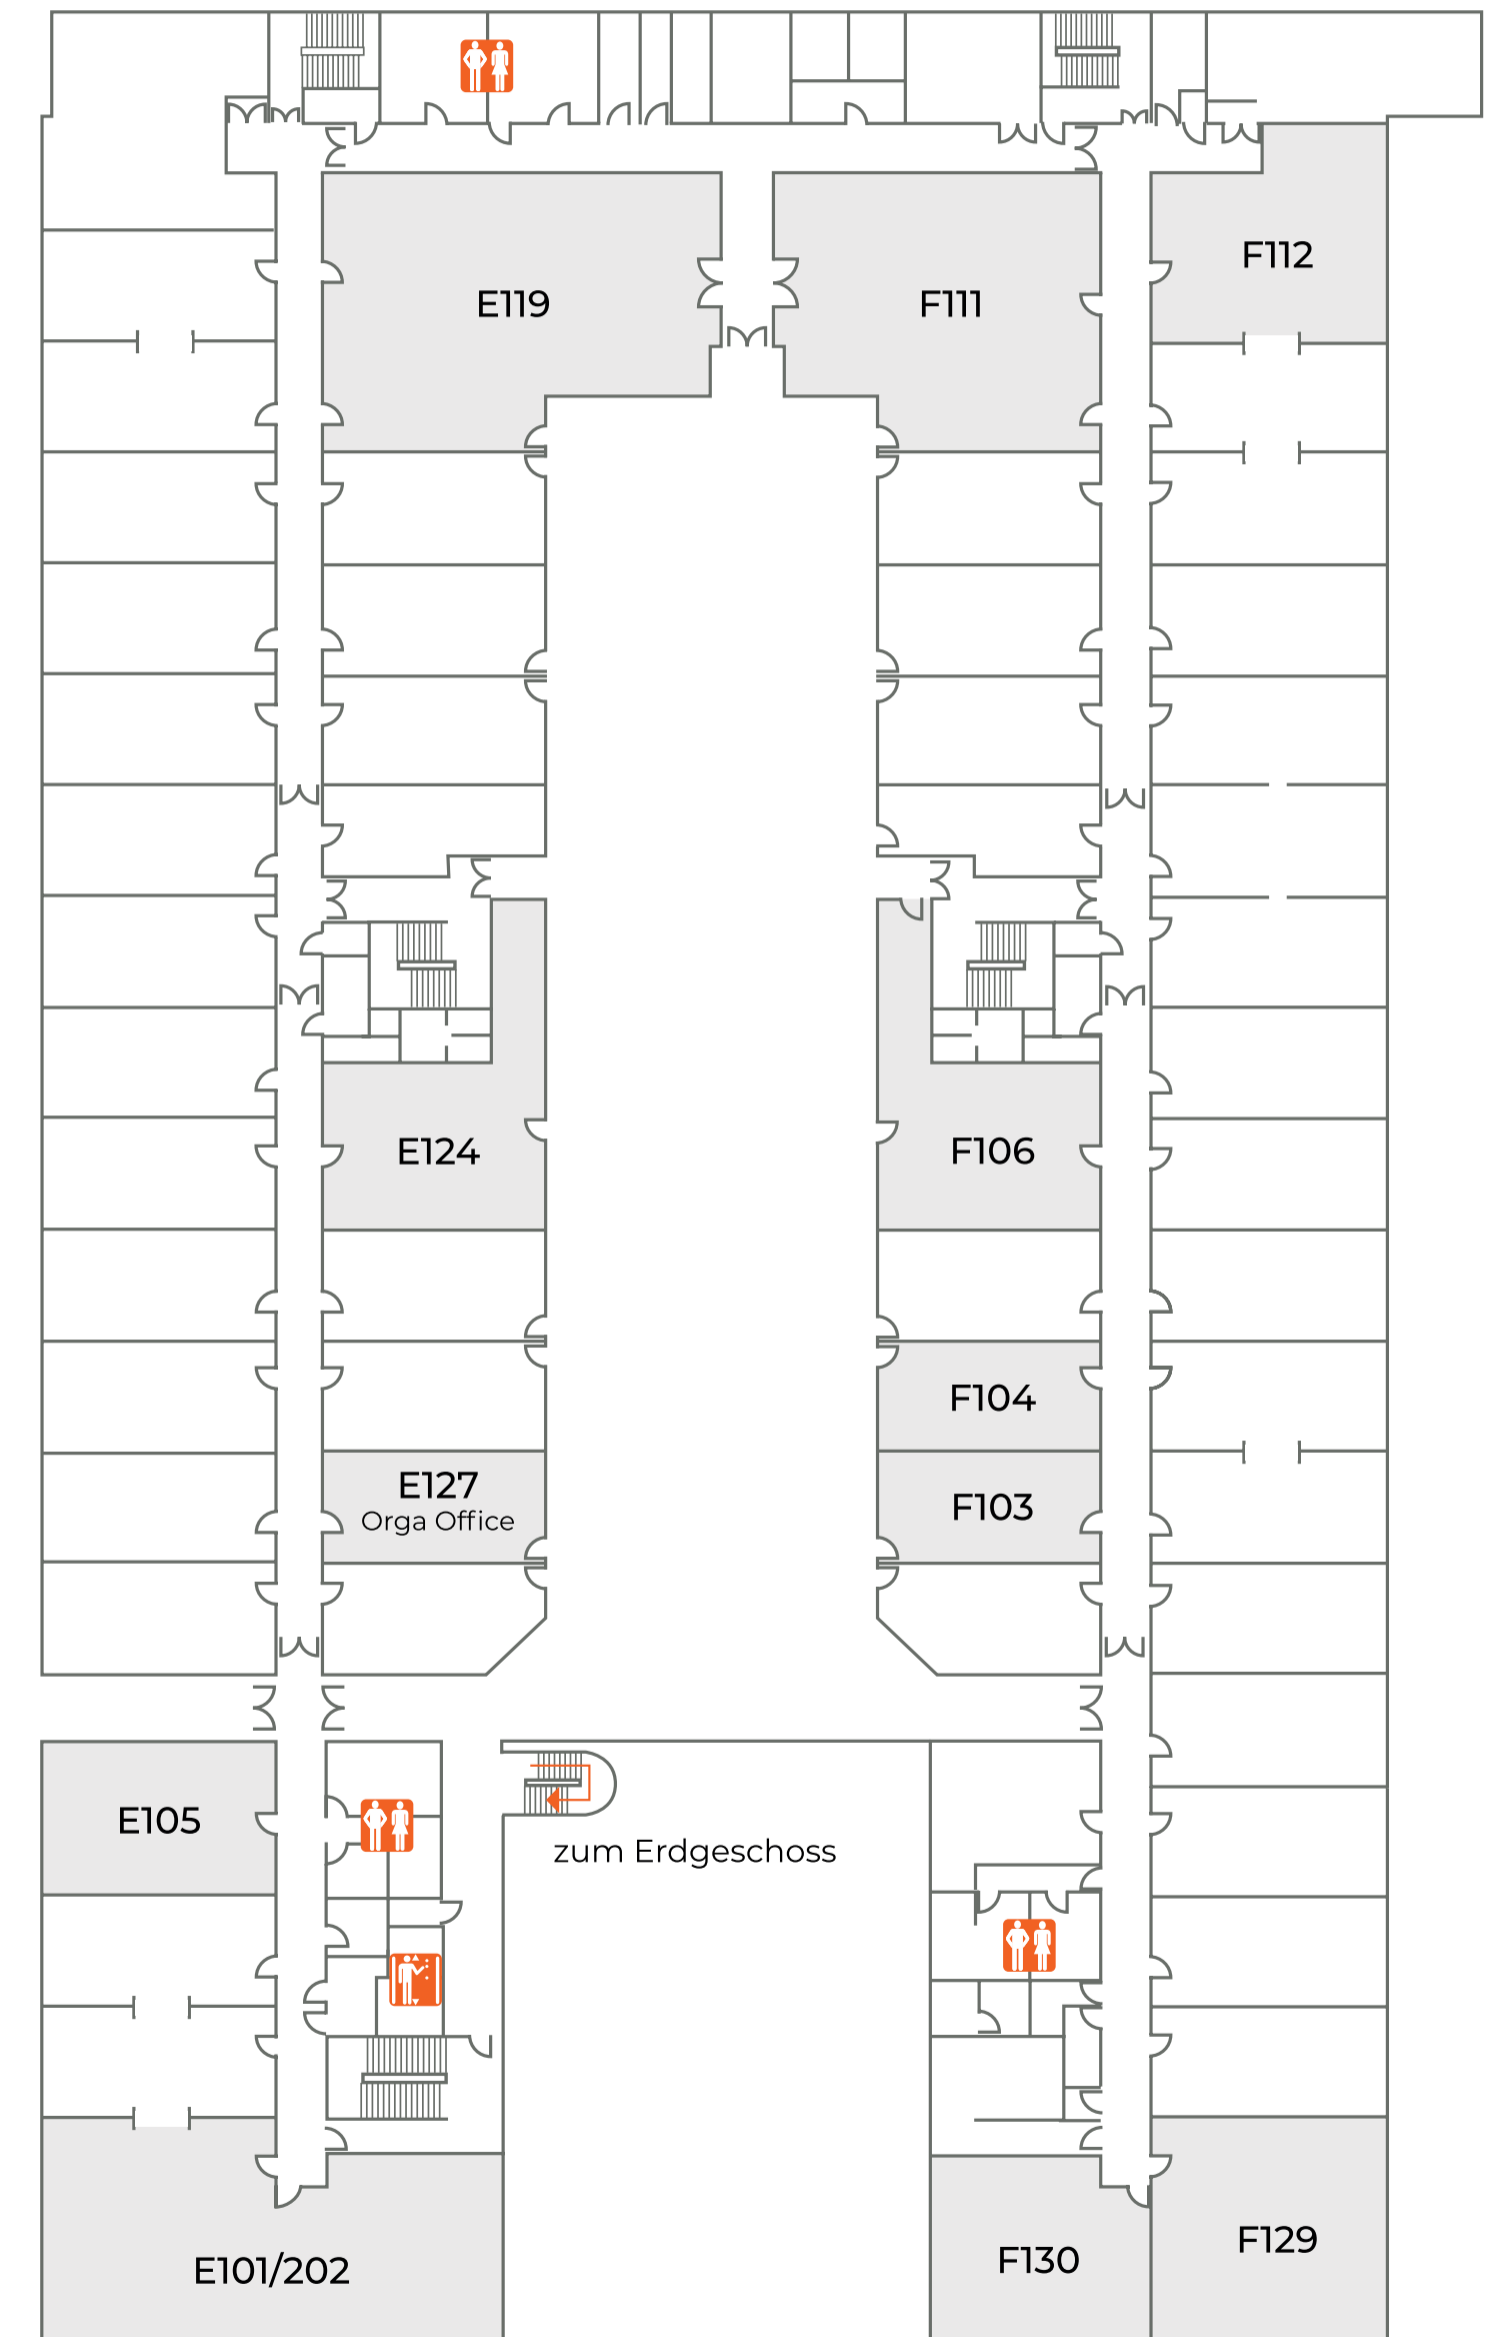 F112
E119
F111
E124
F106
F104
E127
Orga Office
F103
E105
zum Erdgeschoss
F129
F130
E101/202